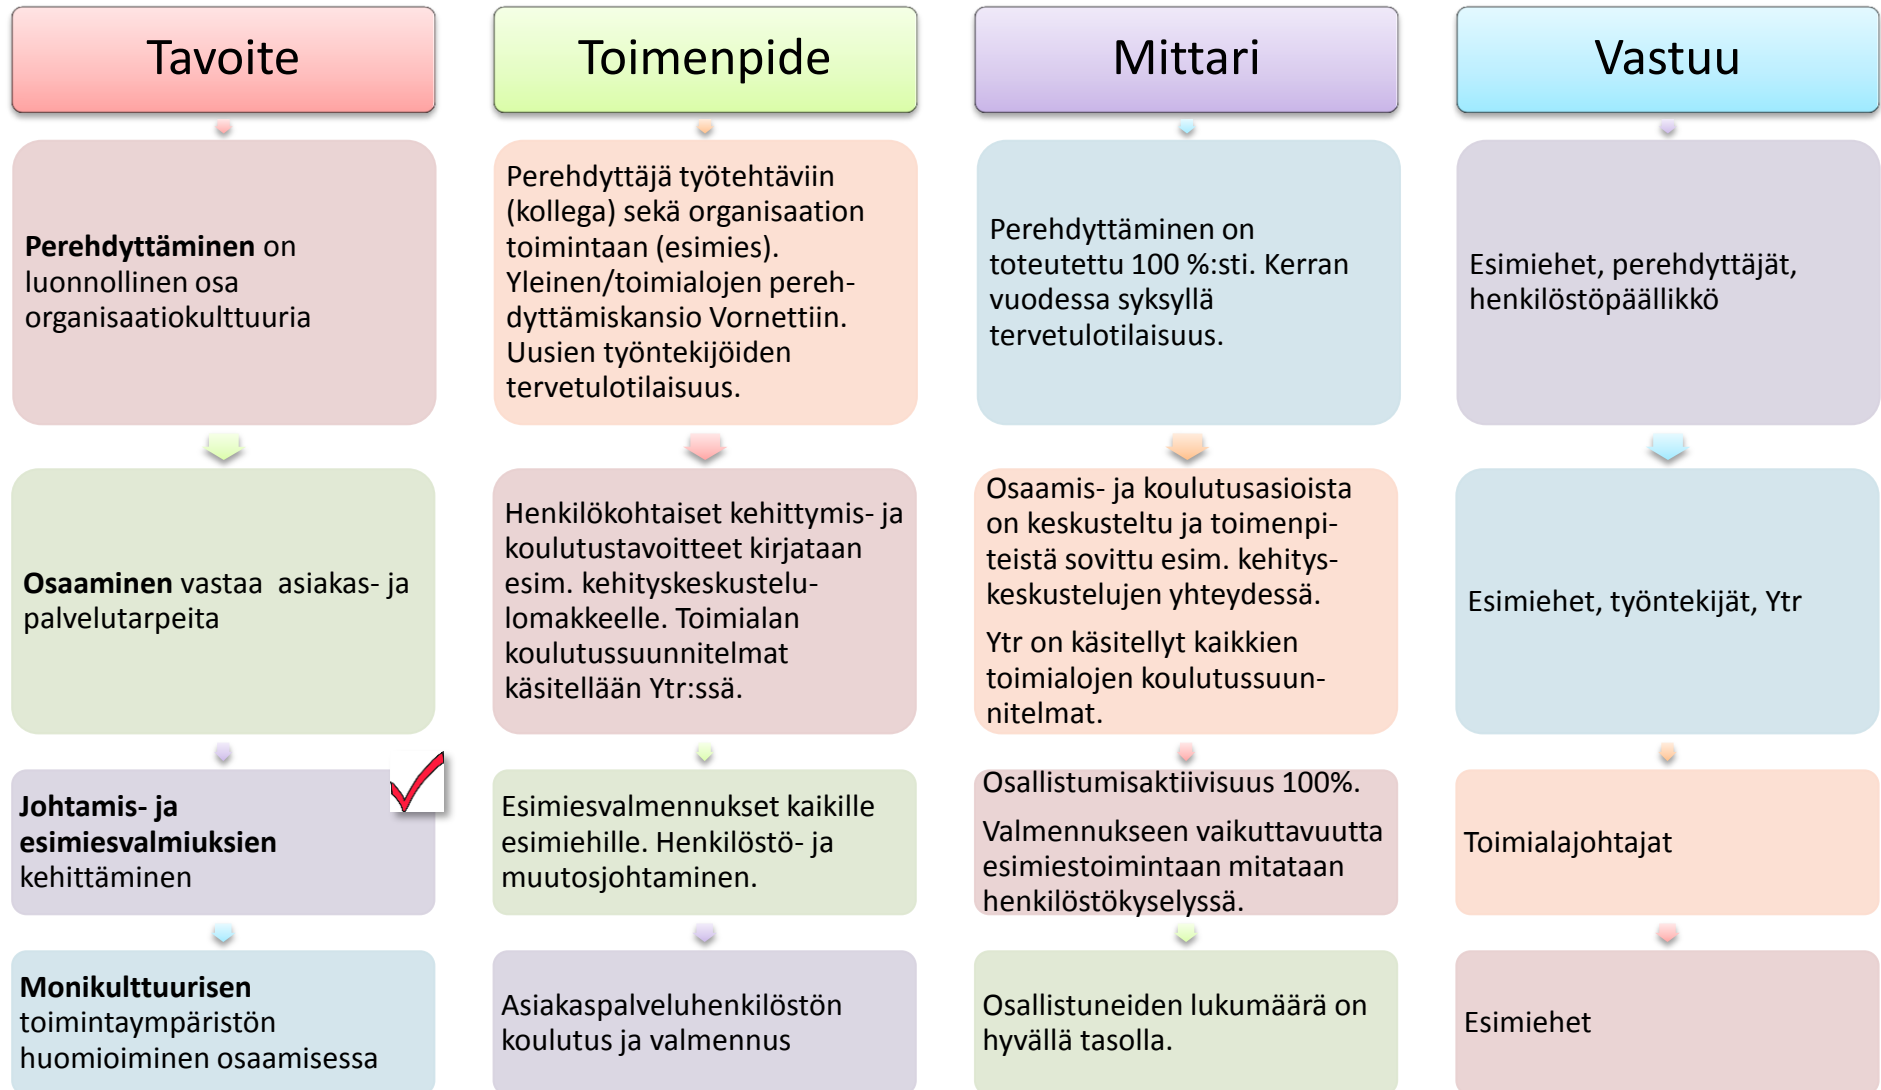 Tavoite
Toimenpide
Mittari
Vastuu
Perehdyttäminen on
luonnollinen osa
organisaatiokulttuuria
Perehdyttäjä työtehtäviin
(kollega) sekä organisaation
toimintaan (esimies).
Yleinen/toimialojen pereh-
dyttämiskansio Vornettiin.
Uusien työntekijöiden
tervetulotilaisuus.
Perehdyttäminen on
toteutettu 100 %:sti. Kerran
vuodessa syksyllä
tervetulotilaisuus.
Esimiehet, perehdyttäjät,
henkilöstöpäällikkö
Osaaminen vastaa  asiakas- ja
palvelutarpeita
Henkilökohtaiset kehittymis- ja
koulutustavoitteet kirjataan
esim. kehityskeskustelu-
lomakkeelle. Toimialan
koulutussuunnitelmat
käsitellään Ytr:ssä.
Osaamis- ja koulutusasioista
on keskusteltu ja toimenpi-
teistä sovittu esim. kehitys-
keskustelujen yhteydessä.
Ytr on käsitellyt kaikkien
toimialojen koulutussuun-
nitelmat.
Esimiehet, työntekijät, Ytr
Johtamis- ja
esimiesvalmiuksien
kehittäminen
Esimiesvalmennukset kaikille
esimiehille. Henkilöstö- ja
muutosjohtaminen.
Osallistumisaktiivisuus 100%.
Valmennukseen vaikuttavuutta
esimiestoimintaan mitataan
henkilöstökyselyssä.
Toimialajohtajat
Monikulttuurisen
toimintaympäristön
huomioiminen osaamisessa
Asiakaspalveluhenkilöstön
koulutus ja valmennus
Osallistuneiden lukumäärä on
hyvällä tasolla.
Esimiehet